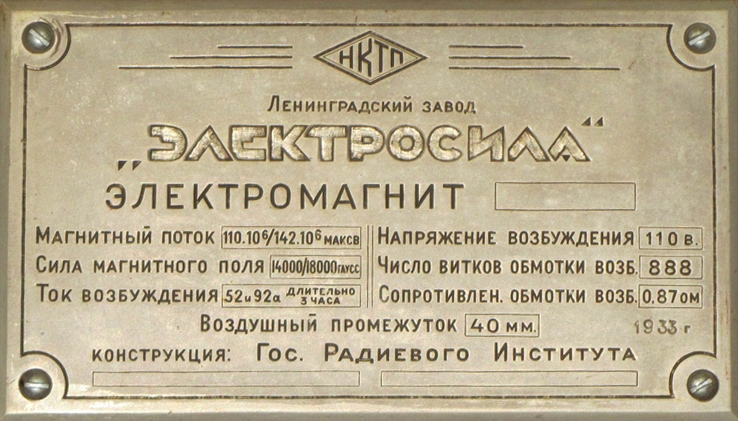 НКТП
Ленинградский завод
„ЭЛЕКТРОСИЛА“
ЭЛЕКТРОМАГНИТ
Магнитный поток 110.10⁶/142.10⁶ максв
Сила магнитного поля 14000/18000 гаусс
Ток возбуждения 52 и 92а длительно 3 часа
Напряжение возбуждения 110 в.
Число витков обмотки возб. 888
Сопротивлен. обмотки возб. 0.87 ом
Воздушный промежуток 40 мм.
1933 г
конструкция: Гос. Радиевого Института